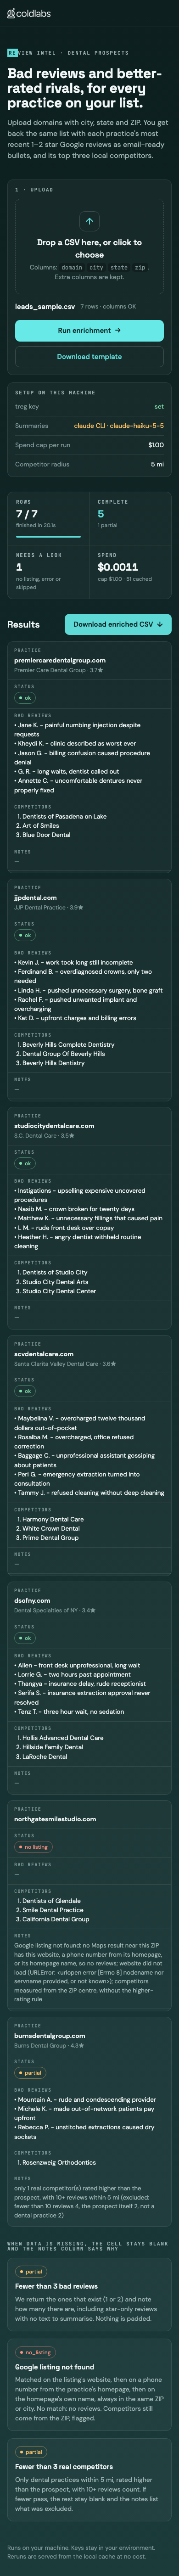 coldlabs
REVIEW INTEL · DENTAL PROSPECTS
Bad reviews and better-
rated rivals, for every
practice on your list.
Upload domains with city, state and ZIP. You
get back the same list with each practice's
recent 1–2 star Google reviews as email-ready
bullets, and its top three local competitors.
1 · UPLOAD
Drop a CSV here, or click to
choose
Columns: domain city state zip.
Extra columns are kept.
leads_sample.csv 7 rows · columns OK
Run enrichment →
Download template
SETUP ON THIS MACHINE
treg key set
Summaries claude CLI · claude-haiku-5-5
Spend cap per run $1.00
Competitor radius 5 mi
ROWS
7 / 7
finished in 20.1s
COMPLETE
5
1 partial
NEEDS A LOOK
1
no listing, error or
skipped
SPEND
$0.0011
cap $1.00 · 51 cached
Results
Download enriched CSV ↓
PRACTICE
premiercaredentalgroup.com
Premier Care Dental Group · 3.7★
STATUS
ok
BAD REVIEWS
• Jane K. - painful numbing injection despite
requests
• Kheydi K. - clinic described as worst ever
• Jason G. - billing confusion caused procedure
denial
• G. R. - long waits, dentist called out
• Annette C. - uncomfortable dentures never
properly fixed
COMPETITORS
1. Dentists of Pasadena on Lake
2. Art of Smiles
3. Blue Door Dental
NOTES
—
PRACTICE
jjpdental.com
JJP Dental Practice · 3.9★
STATUS
ok
BAD REVIEWS
• Kevin J. – work took long still incomplete
• Ferdinand B. – overdiagnosed crowns, only two
needed
• Linda H. – pushed unnecessary surgery, bone graft
• Rachel F. – pushed unwanted implant and
overcharging
• Kat D. – upfront charges and billing errors
COMPETITORS
1. Beverly Hills Complete Dentistry
2. Dental Group Of Beverly Hills
3. Beverly Hills Dentistry
NOTES
—
PRACTICE
studiocitydentalcare.com
S.C. Dental Care · 3.5★
STATUS
ok
BAD REVIEWS
• Instigations - upselling expensive uncovered
procedures
• Nasib M. - crown broken for twenty days
• Matthew K. - unnecessary fillings that caused pain
• L M. - rude front desk over copay
• Heather H. - angry dentist withheld routine
cleaning
COMPETITORS
1. Dentists of Studio City
2. Studio City Dental Arts
3. Studio City Dental Center
NOTES
—
PRACTICE
scvdentalcare.com
Santa Clarita Valley Dental Care · 3.6★
STATUS
ok
BAD REVIEWS
• Maybelina V. - overcharged twelve thousand
dollars out-of-pocket
• Rosalba M. - overcharged, office refused
correction
• Baggage C. - unprofessional assistant gossiping
about patients
• Peri G. - emergency extraction turned into
consultation
• Tammy J. - refused cleaning without deep cleaning
COMPETITORS
1. Harmony Dental Care
2. White Crown Dental
3. Prime Dental Group
NOTES
—
PRACTICE
dsofny.com
Dental Specialties of NY · 3.4★
STATUS
ok
BAD REVIEWS
• Allen - front desk unprofessional, long wait
• Lorrie G. - two hours past appointment
• Thangya - insurance delay, rude receptionist
• Serifa S. - insurance extraction approval never
resolved
• Tenz T. - three hour wait, no sedation
COMPETITORS
1. Hollis Advanced Dental Care
2. Hillside Family Dental
3. LaRoche Dental
NOTES
—
PRACTICE
northgatesmilestudio.com
STATUS
no listing
BAD REVIEWS
—
COMPETITORS
1. Dentists of Glendale
2. Smile Dental Practice
3. California Dental Group
NOTES
Google listing not found: no Maps result near this ZIP
has this website, a phone number from its homepage,
or its homepage name, so no reviews; website did not
load (URLError: <urlopen error [Errno 8] nodename nor
servname provided, or not known>); competitors
measured from the ZIP centre, without the higher-
rating rule
PRACTICE
burnsdentalgroup.com
Burns Dental Group · 4.3★
STATUS
partial
BAD REVIEWS
• Mountain A. - rude and condescending provider
• Michele K. - made out-of-network patients pay
upfront
• Rebecca P. - unstitched extractions caused dry
sockets
COMPETITORS
1. Rosenzweig Orthodontics
NOTES
only 1 real competitor(s) rated higher than the
prospect, with 10+ reviews within 5 mi (excluded:
fewer than 10 reviews 4, the prospect itself 2, not a
dental practice 2)
WHEN DATA IS MISSING, THE CELL STAYS BLANK
AND THE NOTES COLUMN SAYS WHY
partial
Fewer than 3 bad reviews
We return the ones that exist (1 or 2) and note
how many there are, including star-only reviews
with no text to summarise. Nothing is padded.
no_listing
Google listing not found
Matched on the listing's website, then on a phone
number from the practice's homepage, then on
the homepage's own name, always in the same ZIP
or city. No match: no reviews. Competitors still
come from the ZIP, flagged.
partial
Fewer than 3 real competitors
Only dental practices within 5 mi, rated higher
than the prospect, with 10+ reviews count. If
fewer pass, the rest stay blank and the notes list
what was excluded.
Runs on your machine. Keys stay in your environment.
Reruns are served from the local cache at no cost.